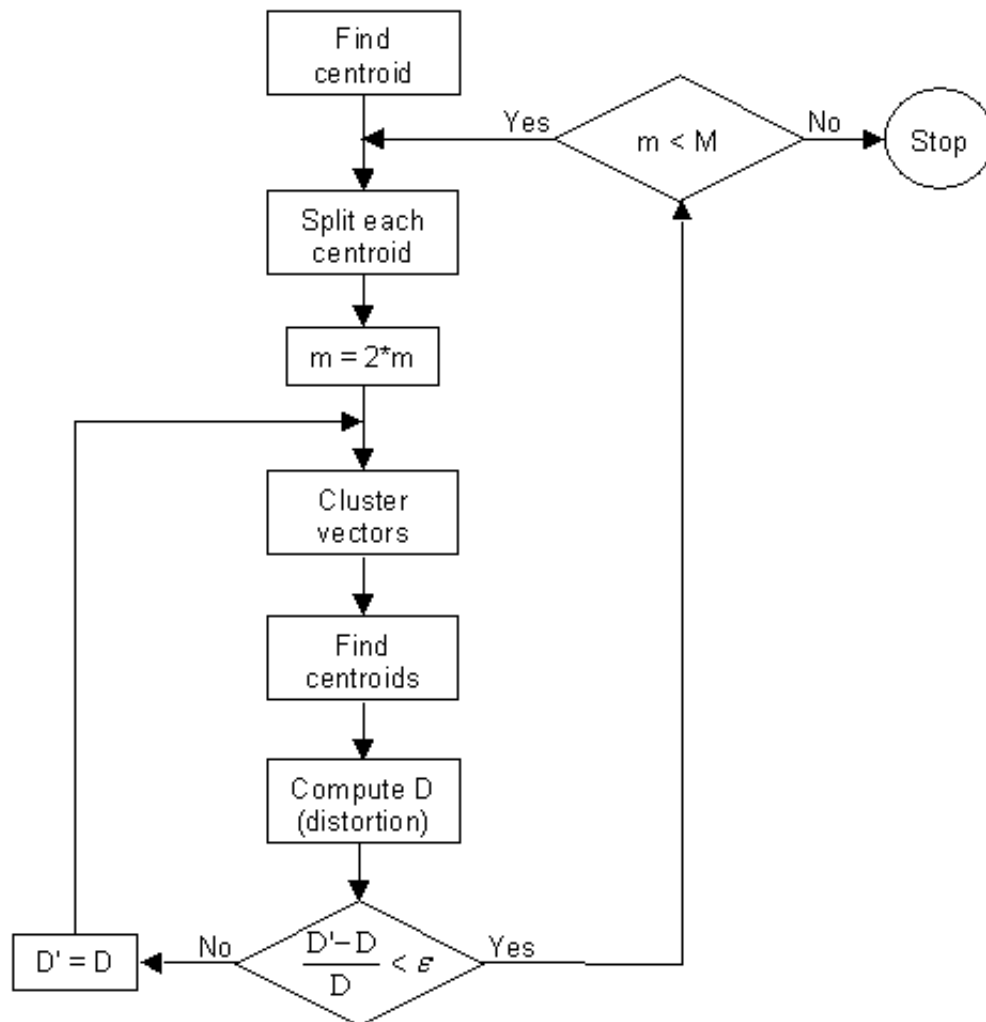 Find
centroid
Yes
m < M
No
Stop
Split each
centroid
m = 2*m
Cluster
vectors
Find
centroids
Compute D
(distortion)
D' = D
No
D'−D
D
< ε
Yes